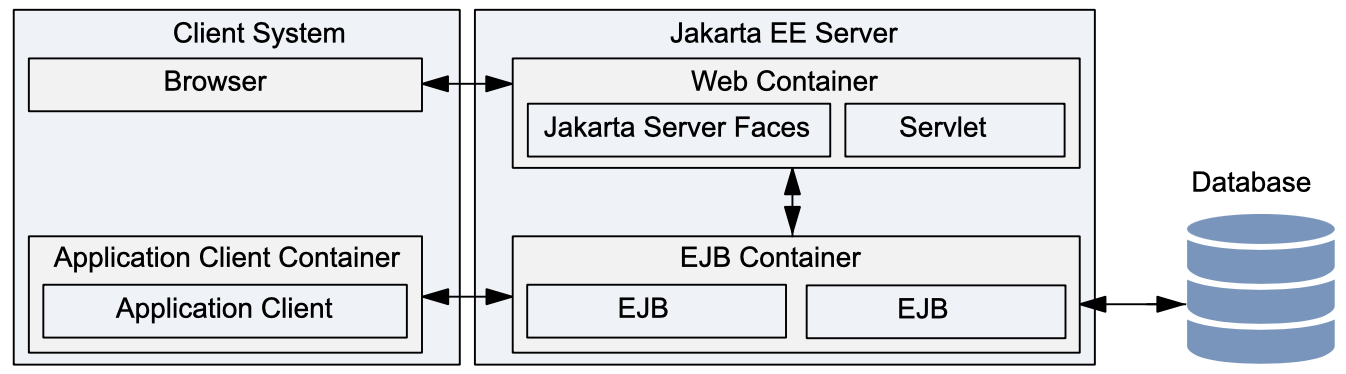 Client System
Browser
Application Client Container
Application Client
Jakarta EE Server
Web Container
Jakarta Server Faces
Servlet
EJB Container
EJB
EJB
Database